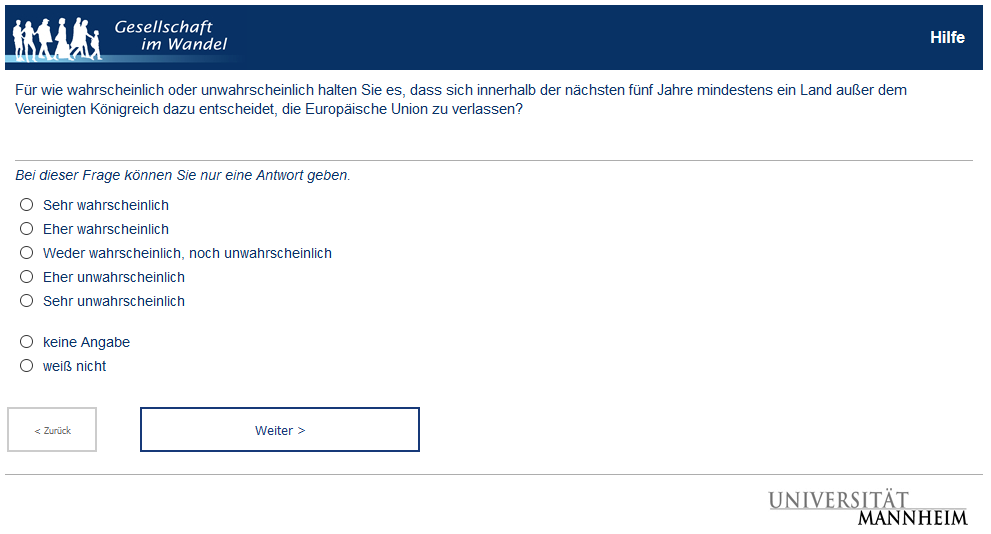 Gesellschaft
im Wandel
Hilfe
Für wie wahrscheinlich oder unwahrscheinlich halten Sie es, dass sich innerhalb der nächsten fünf Jahre mindestens ein Land außer dem
Vereinigten Königreich dazu entscheidet, die Europäische Union zu verlassen?
Bei dieser Frage können Sie nur eine Antwort geben.
Sehr wahrscheinlich
Eher wahrscheinlich
Weder wahrscheinlich, noch unwahrscheinlich
Eher unwahrscheinlich
Sehr unwahrscheinlich
keine Angabe
weiß nicht
< Zurück
Weiter >
UNIVERSITÄT
MANNHEIM